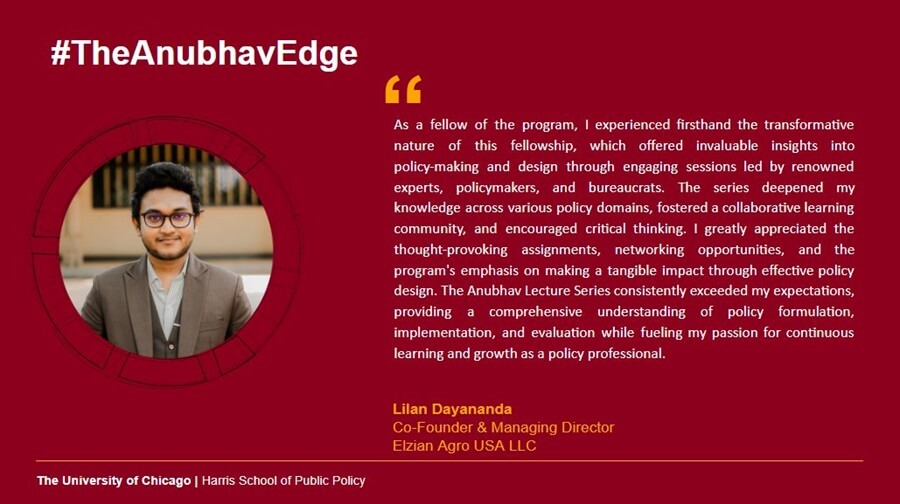 #TheAnubhavEdge
“
As a fellow of the program, I experienced firsthand the transformative
nature of this fellowship, which offered invaluable insights into
policy-making and design through engaging sessions led by renowned
experts, policymakers, and bureaucrats. The series deepened my
knowledge across various policy domains, fostered a collaborative learning
community, and encouraged critical thinking. I greatly appreciated the
thought-provoking assignments, networking opportunities, and the
program's emphasis on making a tangible impact through effective policy
design. The Anubhav Lecture Series consistently exceeded my expectations,
providing a comprehensive understanding of policy formulation,
implementation, and evaluation while fueling my passion for continuous
learning and growth as a policy professional.
Lilan Dayananda
Co-Founder & Managing Director
Elzian Agro USA LLC
The University of Chicago | Harris School of Public Policy